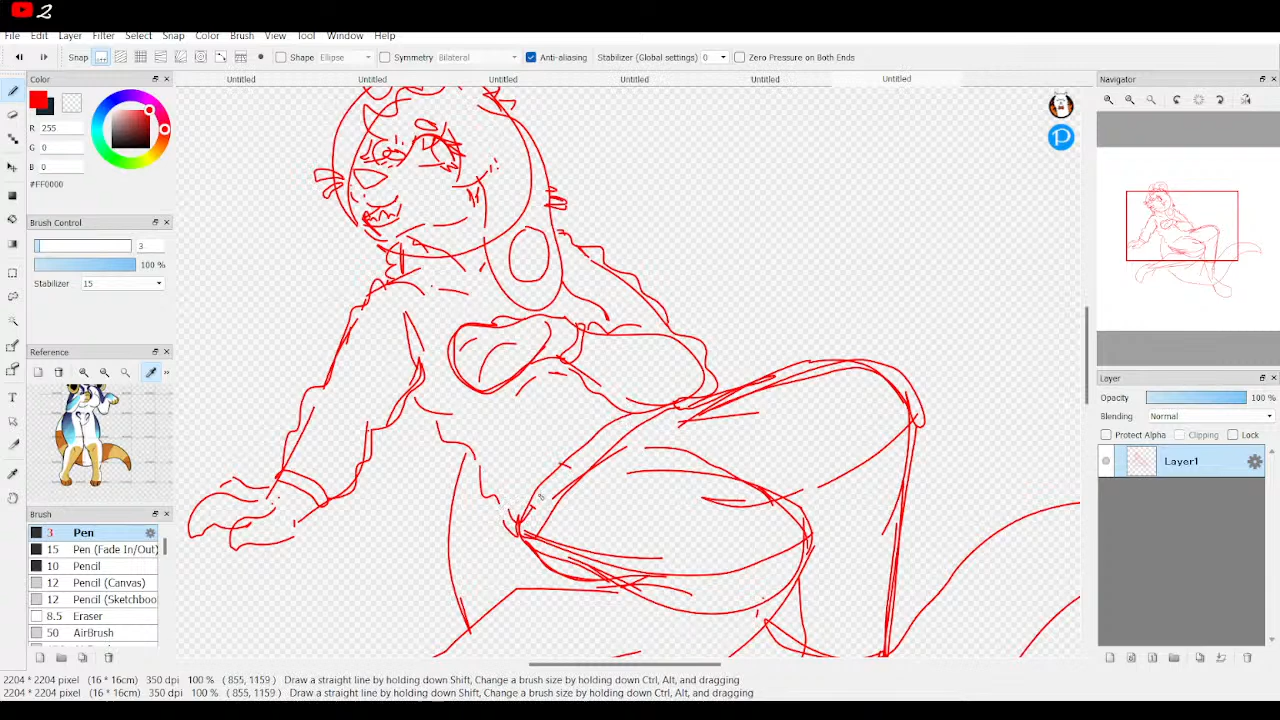 2
File Edit Layer Filter Select Snap Color Brush View Tool Window Help
Snap Shape Ellipse Symmetry Bilateral Anti-aliasing Stabilizer (Global settings) 0 Zero Pressure on Both Ends
Color
Untitled Untitled Untitled Untitled Untitled Untitled
Navigator
R 255
G 0
B 0
#FF0000
Brush Control
3
100 %
Stabilizer 15
Reference
Layer
Opacity 100 %
Blending Normal
Protect Alpha Clipping Lock
Layer1
Brush
3 Pen
15 Pen (Fade In/Out)
10 Pencil
12 Pencil (Canvas)
12 Pencil (Sketchboo
8.5 Eraser
50 AirBrush
2204 * 2204 pixel (16 * 16cm) 350 dpi 100 % ( 855, 1159 ) Draw a straight line by holding down Shift, Change a brush size by holding down Ctrl, Alt, and dragging
2204 * 2204 pixel (16 * 16cm) 350 dpi 100 % ( 855, 1159 ) Draw a straight line by holding down Shift, Change a brush size by holding down Ctrl, Alt, and dragging